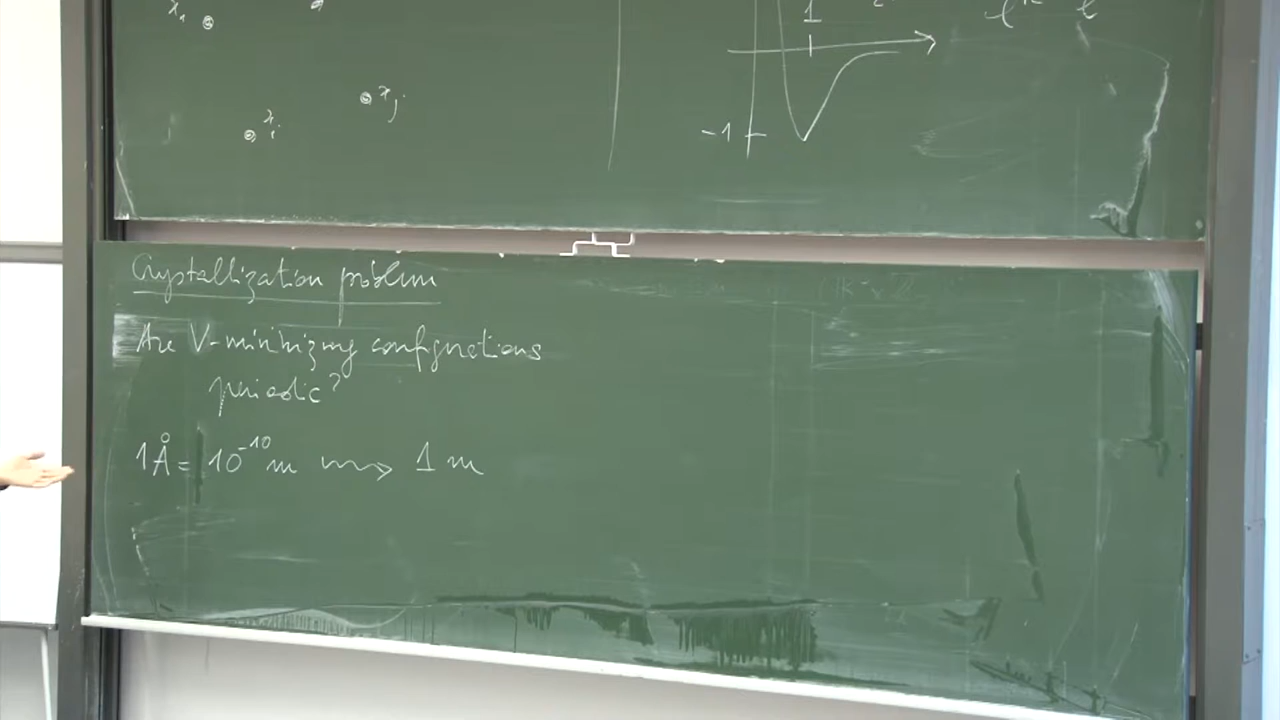 x₁
1
x_j
x_i
-1
Crystallization problem
Are V-minimizing configurations
periodic?
1Å = 10⁻¹⁰ m ⇝ 1 m